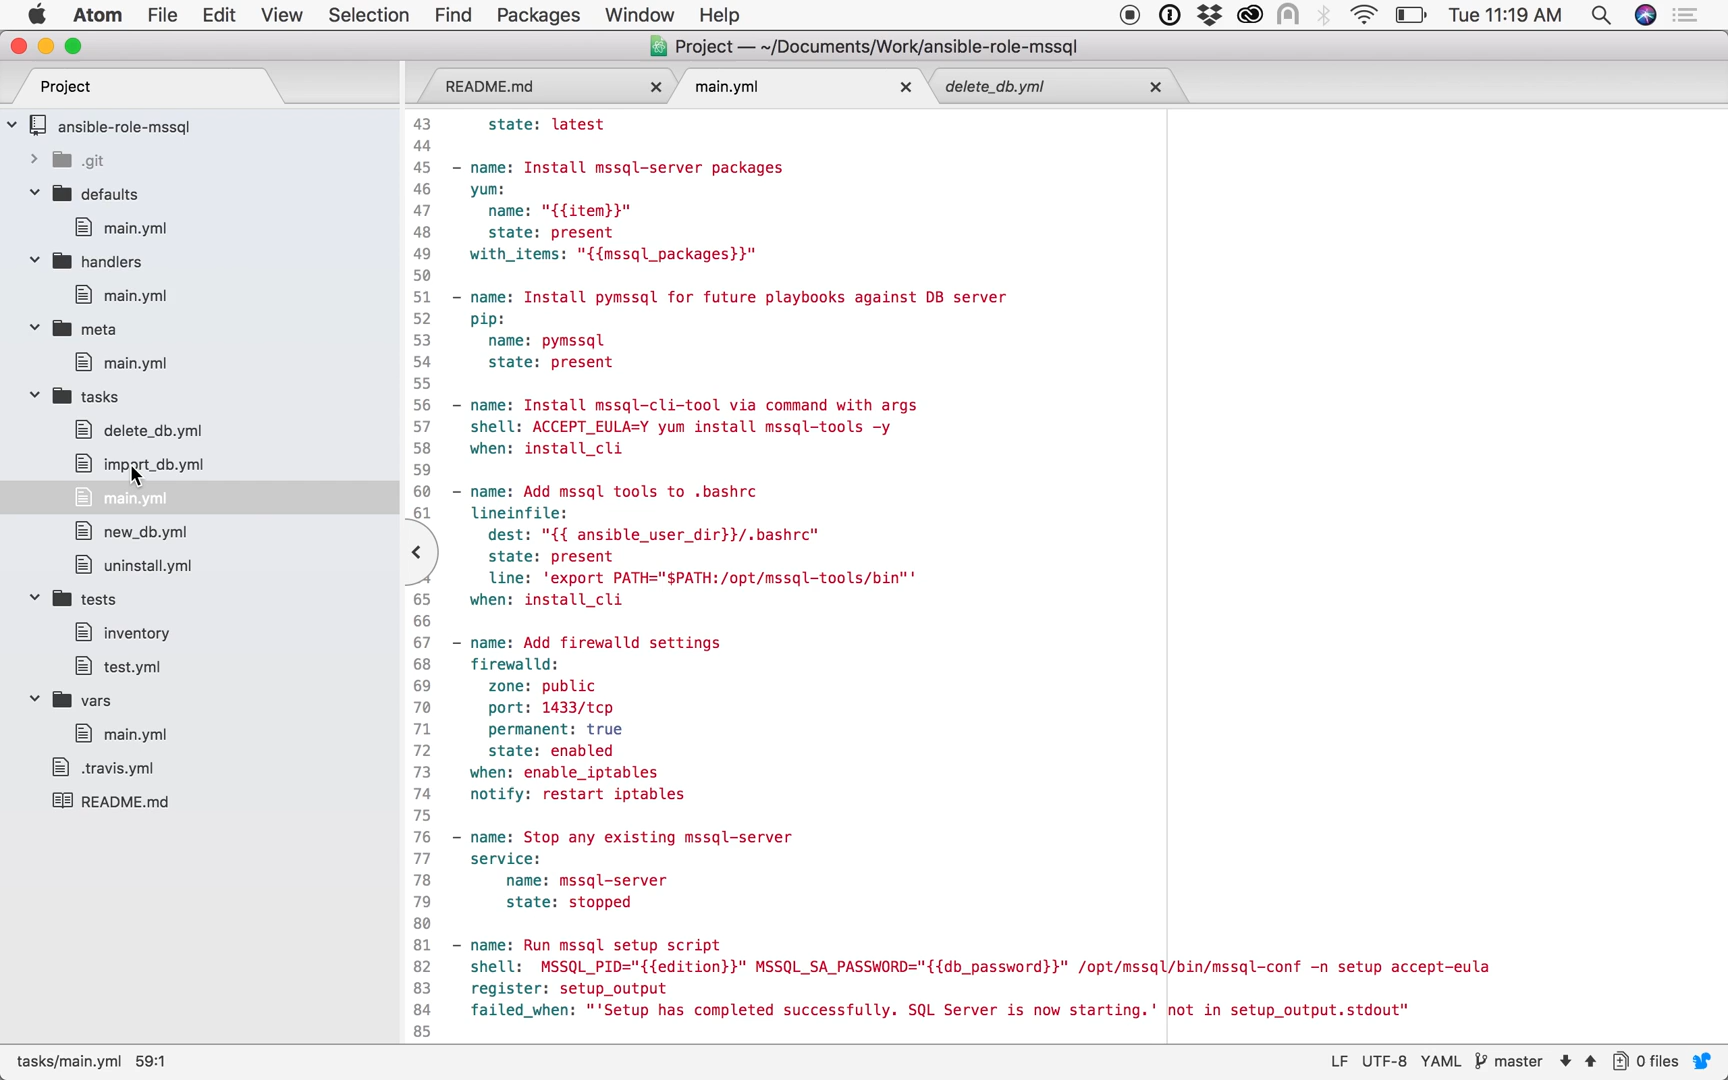 Atom File Edit View Selection Find Packages Window Help Tue 11:19 AM
Project — ~/Documents/Work/ansible-role-mssql
Project README.md main.yml delete_db.yml
ansible-role-mssql
.git
defaults
main.yml
handlers
main.yml
meta
main.yml
tasks
delete_db.yml
import_db.yml
main.yml
new_db.yml
uninstall.yml
tests
inventory
test.yml
vars
main.yml
.travis.yml
README.md
43 state: latest
44
45 - name: Install mssql-server packages
46 yum:
47 name: "{{item}}"
48 state: present
49 with_items: "{{mssql_packages}}"
50
51 - name: Install pymssql for future playbooks against DB server
52 pip:
53 name: pymssql
54 state: present
55
56 - name: Install mssql-cli-tool via command with args
57 shell: ACCEPT_EULA=Y yum install mssql-tools -y
58 when: install_cli
59
60 - name: Add mssql tools to .bashrc
61 lineinfile:
dest: "{{ ansible_user_dir}}/.bashrc"
state: present
line: 'export PATH="$PATH:/opt/mssql-tools/bin"'
65 when: install_cli
66
67 - name: Add firewalld settings
68 firewalld:
69 zone: public
70 port: 1433/tcp
71 permanent: true
72 state: enabled
73 when: enable_iptables
74 notify: restart iptables
75
76 - name: Stop any existing mssql-server
77 service:
78 name: mssql-server
79 state: stopped
80
81 - name: Run mssql setup script
82 shell: MSSQL_PID="{{edition}}" MSSQL_SA_PASSWORD="{{db_password}}" /opt/mssql/bin/mssql-conf -n setup accept-eula
83 register: setup_output
84 failed_when: "'Setup has completed successfully. SQL Server is now starting.' not in setup_output.stdout"
85
tasks/main.yml 59:1 LF UTF-8 YAML master 0 files